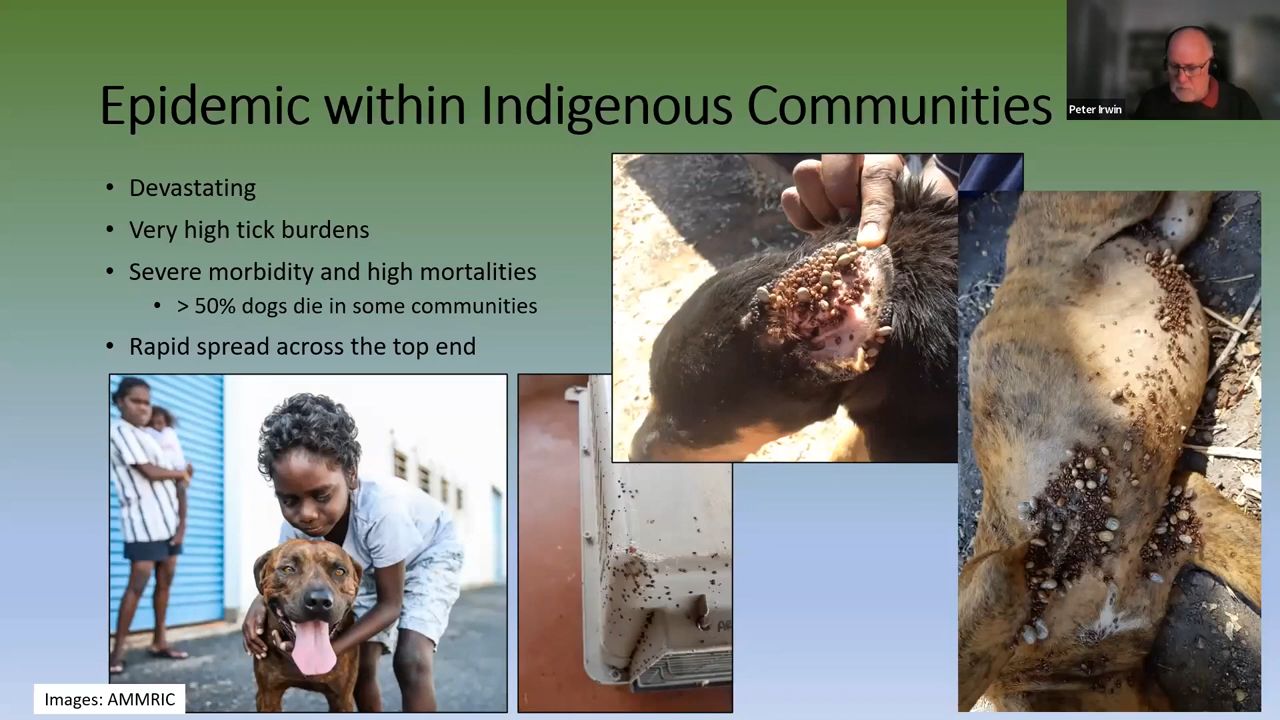 Epidemic within Indigenous Communities
Peter Irwin
• Devastating
• Very high tick burdens
• Severe morbidity and high mortalities
• > 50% dogs die in some communities
• Rapid spread across the top end
Images: AMMRIC